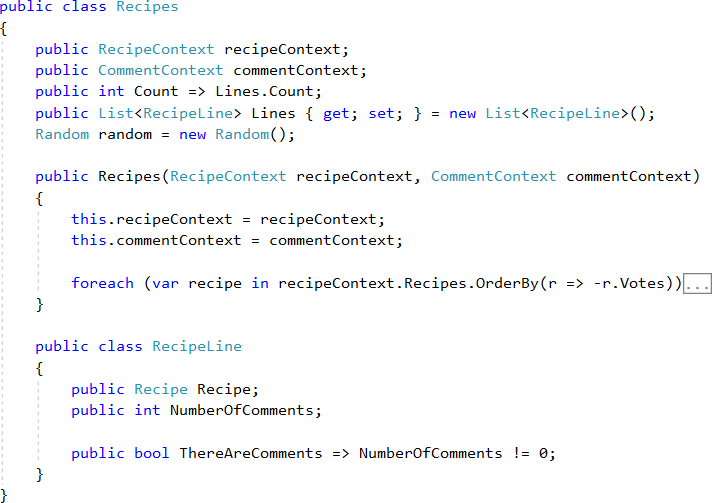 public class Recipes
{
    public RecipeContext recipeContext;
    public CommentContext commentContext;
    public int Count => Lines.Count;
    public List<RecipeLine> Lines { get; set; } = new List<RecipeLine>();
    Random random = new Random();

    public Recipes(RecipeContext recipeContext, CommentContext commentContext)
    {
        this.recipeContext = recipeContext;
        this.commentContext = commentContext;

        foreach (var recipe in recipeContext.Recipes.OrderBy(r => -r.Votes))...
    }

    public class RecipeLine
    {
        public Recipe Recipe;
        public int NumberOfComments;

        public bool ThereAreComments => NumberOfComments != 0;
    }
}